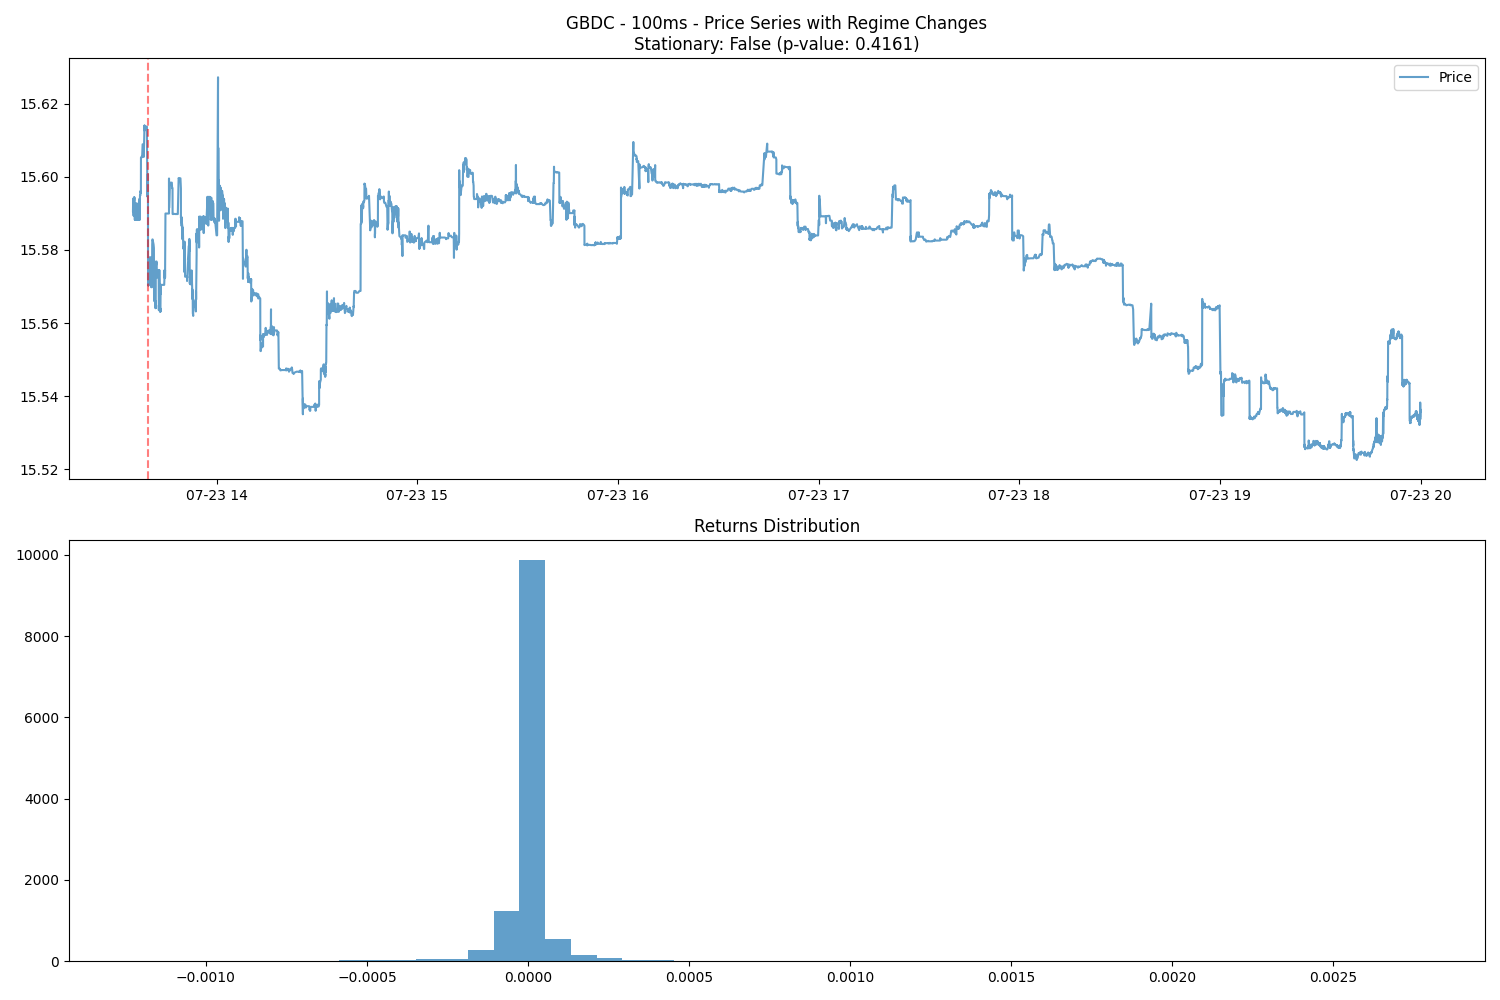 GBDC - 100ms - Price Series with Regime Changes
Stationary: False (p-value: 0.4161)
Price
15.62
15.60
15.58
15.56
15.54
15.52
07-23 14 07-23 15 07-23 16 07-23 17 07-23 18 07-23 19 07-23 20
Returns Distribution
10000
8000
6000
4000
2000
0
−0.0010 −0.0005 0.0000 0.0005 0.0010 0.0015 0.0020 0.0025